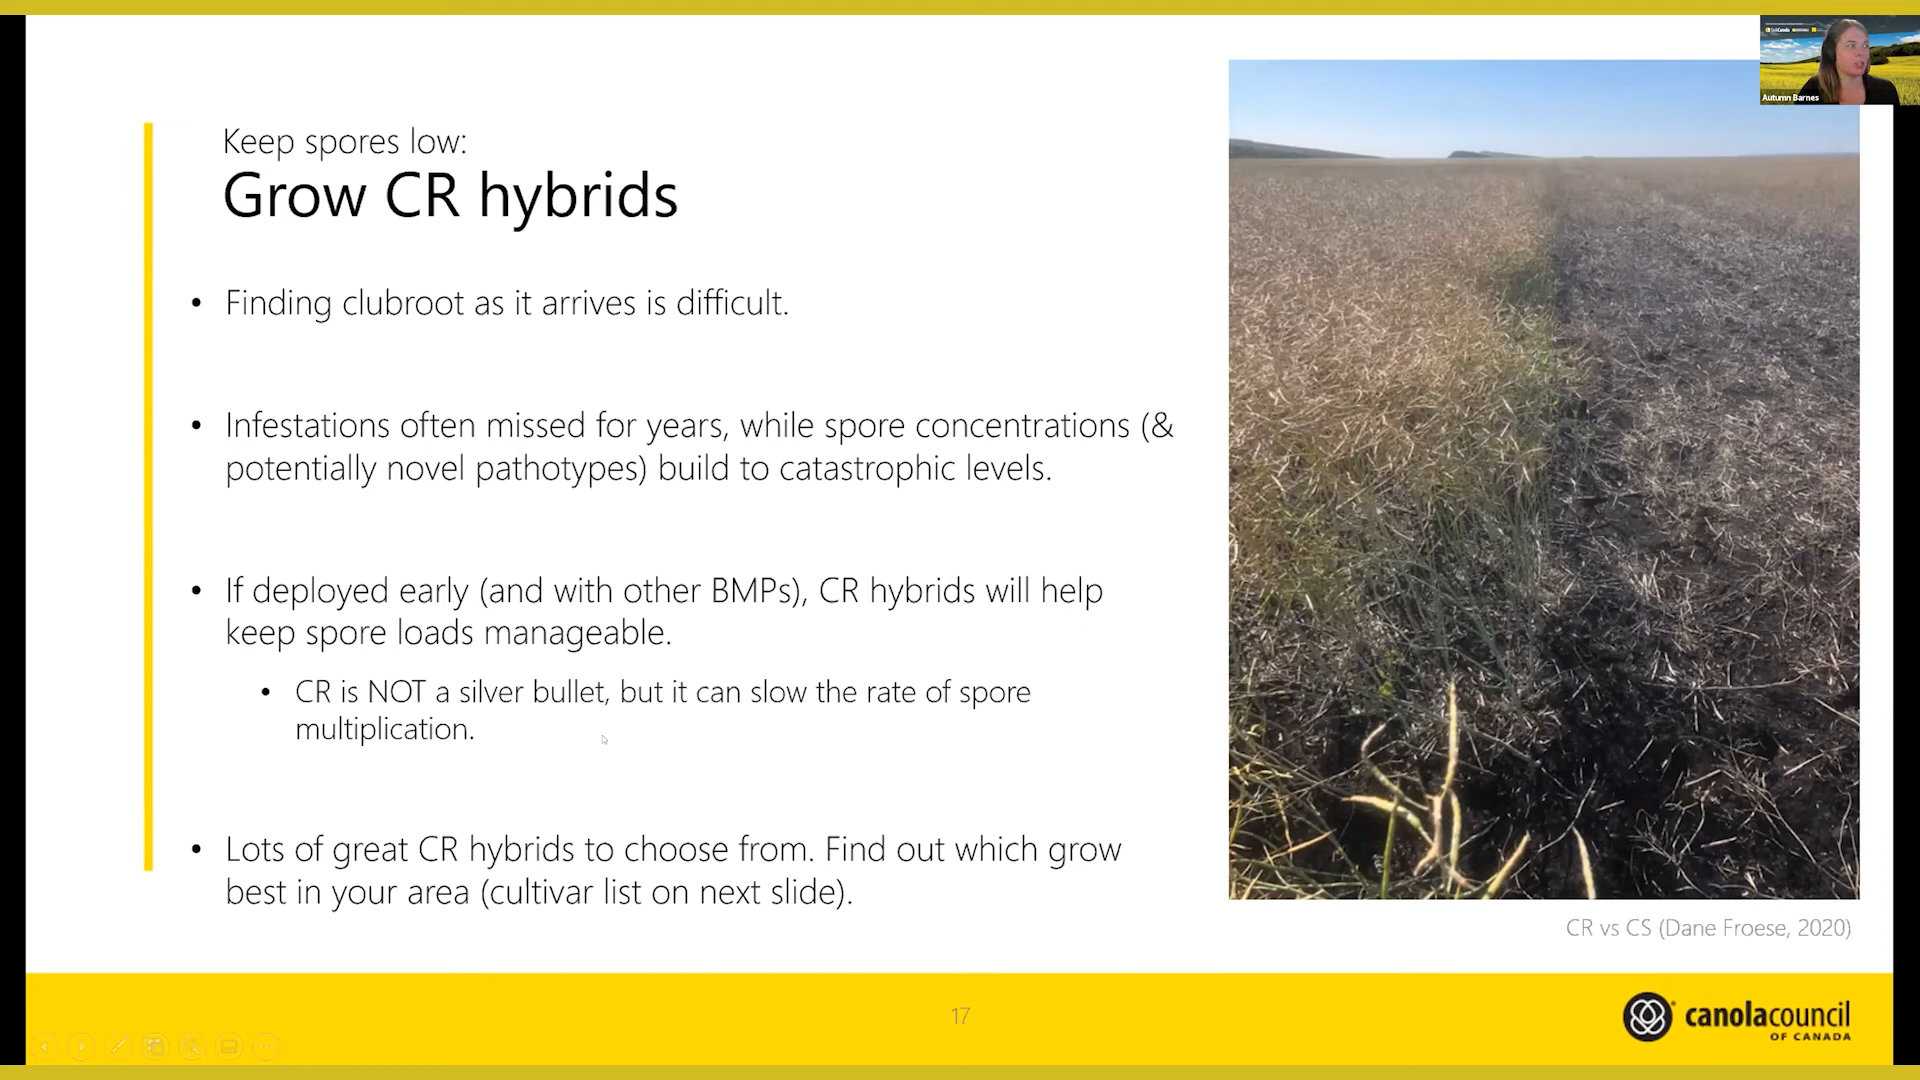 Autumn Barnes
Keep spores low:
Grow CR hybrids
• Finding clubroot as it arrives is difficult.
• Infestations often missed for years, while spore concentrations (&
potentially novel pathotypes) build to catastrophic levels.
• If deployed early (and with other BMPs), CR hybrids will help
keep spore loads manageable.
• CR is NOT a silver bullet, but it can slow the rate of spore
multiplication.
• Lots of great CR hybrids to choose from. Find out which grow
best in your area (cultivar list on next slide).
CR vs CS (Dane Froese, 2020)
17
canolacouncil
OF CANADA